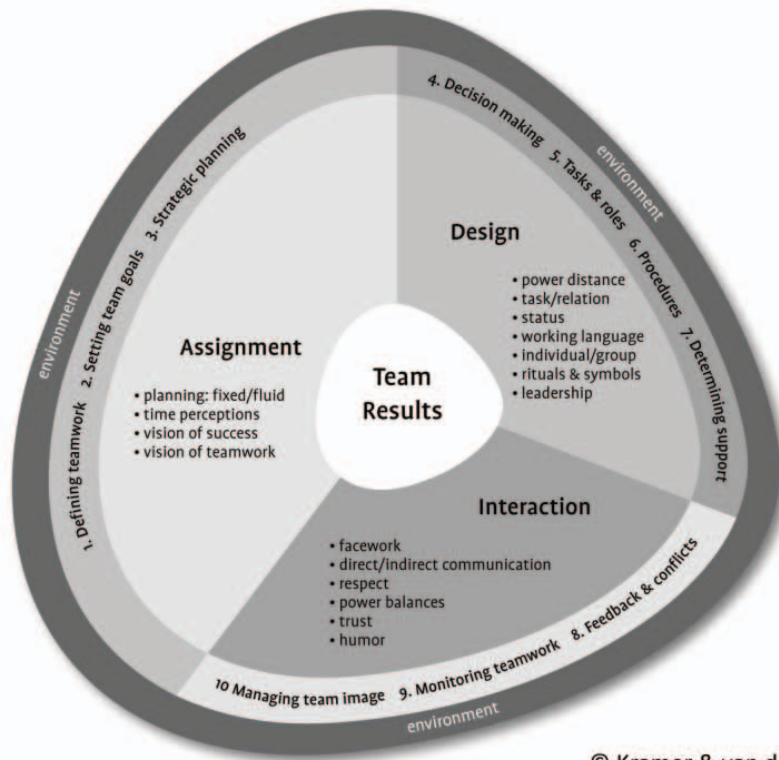 environment
1. Defining teamwork 2. Setting team goals 3. Strategic planning
Assignment
• planning: fixed/fluid
• time perceptions
• vision of success
• vision of teamwork
environment
4. Decision making 5. Tasks & roles 6. Procedures 7. Determining support
Design
• power distance
• task/relation
• status
• working language
• individual/group
• rituals & symbols
• leadership
Team
Results
Interaction
• facework
• direct/indirect communication
• respect
• power balances
• trust
• humor
10 Managing team image 9. Monitoring teamwork 8. Feedback & conflicts
environment